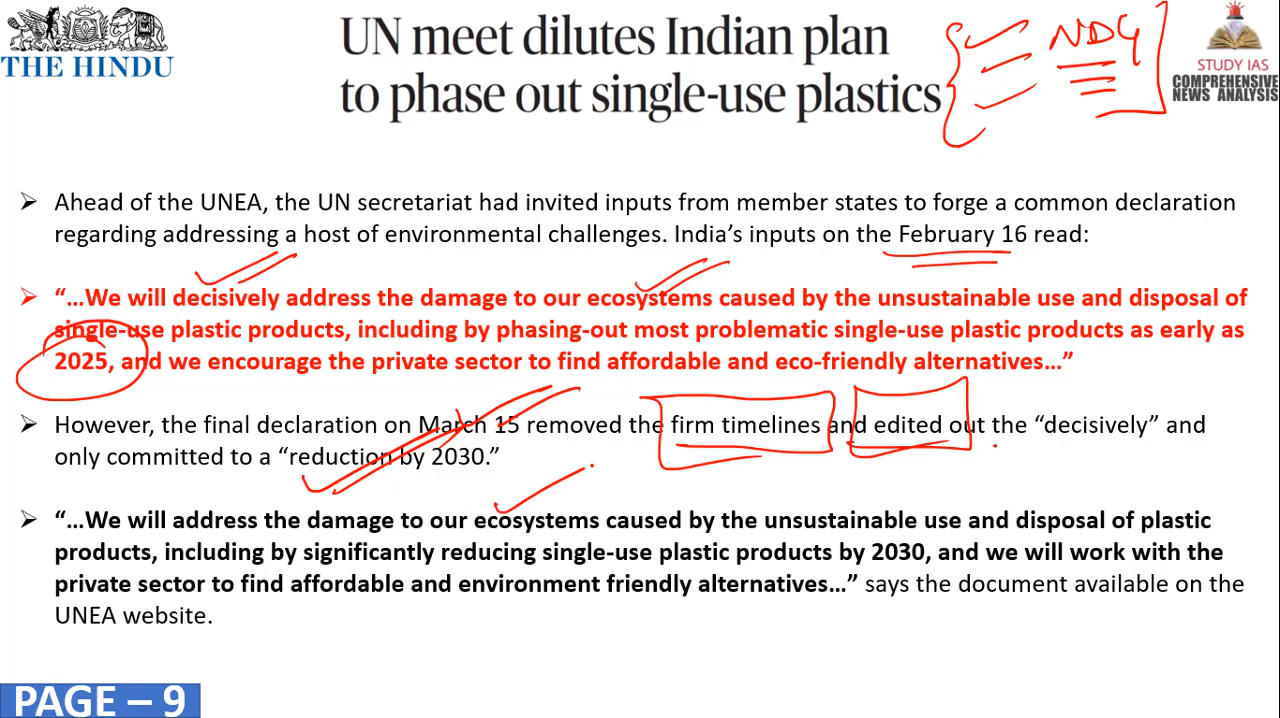 THE HINDU
UN meet dilutes Indian plan
to phase out single-use plastics
NDC
STUDY IAS
COMPREHENSIVE
NEWS ANALYSIS
➢ Ahead of the UNEA, the UN secretariat had invited inputs from member states to forge a common declaration
regarding addressing a host of environmental challenges. India’s inputs on the February 16 read:
➢ “…We will decisively address the damage to our ecosystems caused by the unsustainable use and disposal of
single-use plastic products, including by phasing-out most problematic single-use plastic products as early as
2025, and we encourage the private sector to find affordable and eco-friendly alternatives…”
➢ However, the final declaration on March 15 removed the firm timelines and edited out the “decisively” and
only committed to a “reduction by 2030.”
➢ “…We will address the damage to our ecosystems caused by the unsustainable use and disposal of plastic
products, including by significantly reducing single-use plastic products by 2030, and we will work with the
private sector to find affordable and environment friendly alternatives…” says the document available on the
UNEA website.
PAGE – 9